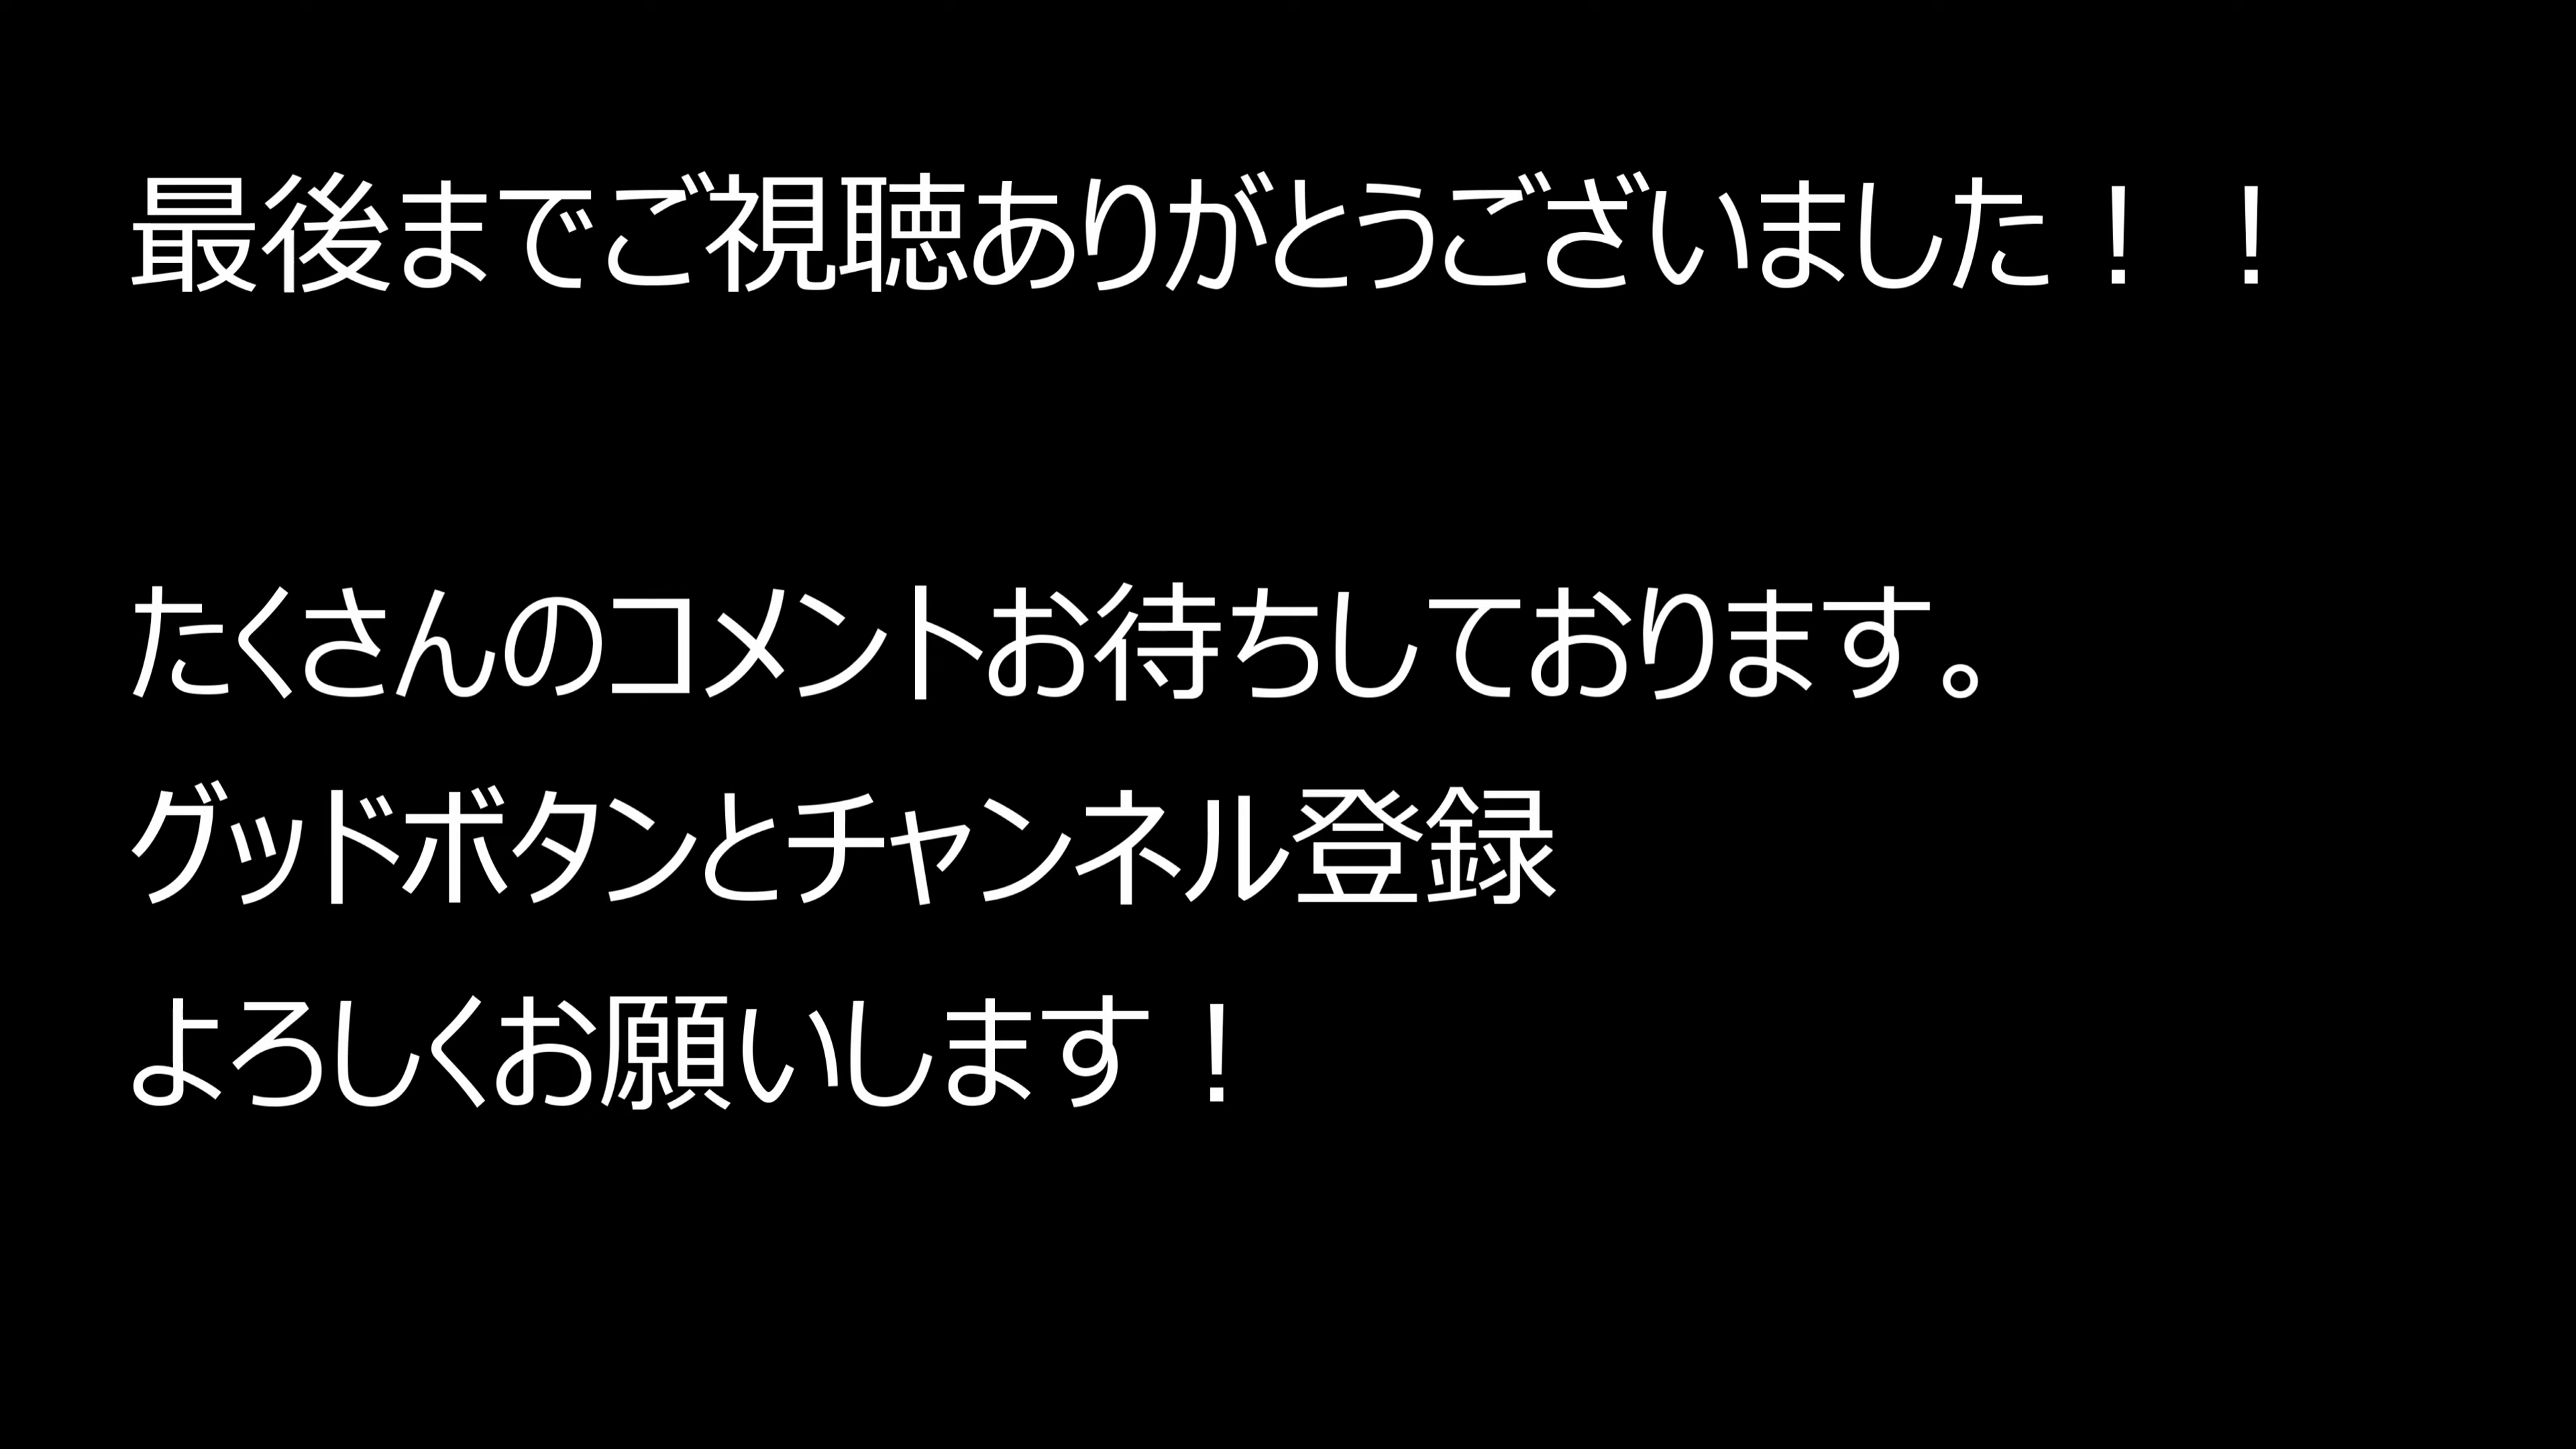 最後までご視聴ありがとうございました！！
たくさんのコメントお待ちしております。
グッドボタンとチャンネル登録
よろしくお願いします！